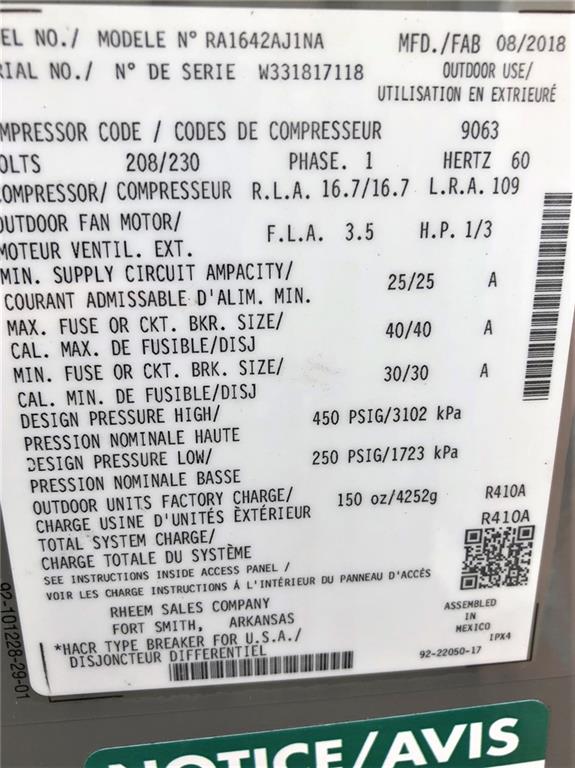 EL NO./ MODELE N° RA1642AJ1NA MFD./FAB 08/2018
RIAL NO./ N° DE SERIE W331817118 OUTDOOR USE/
UTILISATION EN EXTRIEURÉ
MPRESSOR CODE / CODES DE COMPRESSEUR 9063
OLTS 208/230 PHASE. 1 HERTZ 60
COMPRESSOR/ COMPRESSEUR R.L.A. 16.7/16.7 L.R.A. 109
OUTDOOR FAN MOTOR/ F.L.A. 3.5 H.P. 1/3
MOTEUR VENTIL. EXT.
MIN. SUPPLY CIRCUIT AMPACITY/ 25/25 A
COURANT ADMISSABLE D'ALIM. MIN.
MAX. FUSE OR CKT. BKR. SIZE/ 40/40 A
CAL. MAX. DE FUSIBLE/DISJ
MIN. FUSE OR CKT. BRK. SIZE/ 30/30 A
CAL. MIN. DE FUSIBLE/DISJ
DESIGN PRESSURE HIGH/ 450 PSIG/3102 kPa
PRESSION NOMINALE HAUTE
DESIGN PRESSURE LOW/ 250 PSIG/1723 kPa
PRESSION NOMINALE BASSE
OUTDOOR UNITS FACTORY CHARGE/ 150 oz/4252g R410A
CHARGE USINE D'UNITÉS ÈXTÉRIEUR
TOTAL SYSTEM CHARGE/ R410A
CHARGE TOTALE DU SYSTÈME
SEE INSTRUCTIONS INSIDE ACCESS PANEL /
VOIR LES CHARGES INSTRUCTIONS Á L'INTÉRIEUR DU PANNEAU D'ACCÉS
RHEEM SALES COMPANY
FORT SMITH, ARKANSAS
ASSEMBLED
IN
MEXICO
IPX4
*HACR TYPE BREAKER FOR U.S.A./
DISJONCTEUR DIFFERENTIEL
92-22050-17
92-101228-29-01
NOTICE/AVIS